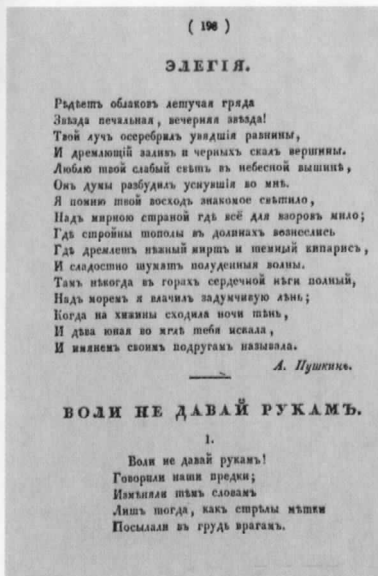 ( 198 )
ЭЛЕГІЯ.
Рѣдѣетъ облаковъ летучая гряда
Звѣзда печальная, вечерняя звѣзда!
Твой лучь осеребрилъ увядшія равнины,
И дремлющій заливъ и черныхъ скалъ вершины.
Люблю твой слабый свѣтъ въ небесной вышинѣ,
Онъ думы разбудилъ уснувшія во мнѣ.
Я помню твой восходъ знакомое свѣтило,
Надъ мирною страной гдѣ всё для взоровъ мило;
Гдѣ стройны тополы въ долинахъ вознеслись
Гдѣ дремлетъ нѣжный миртъ и темный кипарисъ,
И сладостно шумятъ полуденныя волны.
Тамъ нѣкогда въ горахъ сердечной нѣги полный,
Надъ моремъ я влачилъ задумчивую лѣнь;
Когда на хижины сходила ночи тѣнь,
И дѣва юная во мглѣ тебя искала,
И имянемъ своимъ подругамъ называла.
А. Пушкинъ.
ВОЛИ НЕ ДАВАЙ РУКАМЪ.
1.
Воли не давай рукамъ!
Говорили наши предки;
Измѣняли тѣмъ словамъ
Лишь тогда, какъ стрѣлы мѣтки
Посылали въ грудь врагамъ.